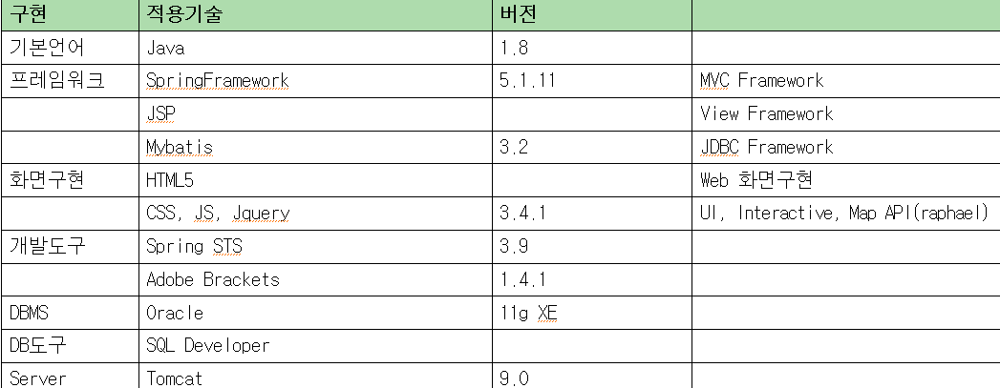 구현 적용기술 버전
기본언어 Java 1.8
프레임워크 SpringFramework 5.1.11 MVC Framework
JSP View Framework
Mybatis 3.2 JDBC Framework
화면구현 HTML5 Web 화면구현
CSS, JS, Jquery 3.4.1 UI, Interactive, Map API(raphael)
개발도구 Spring STS 3.9
Adobe Brackets 1.4.1
DBMS Oracle 11g XE
DB도구 SQL Developer
Server Tomcat 9.0